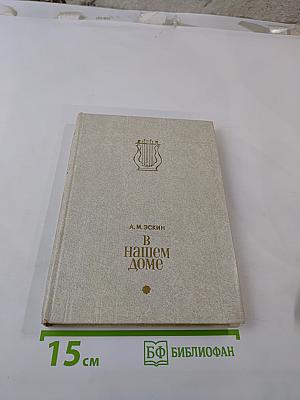 А. М. ЭСКИН
В
НАШЕМ
ДОМЕ
15 см
БФ БИБЛИОФАН